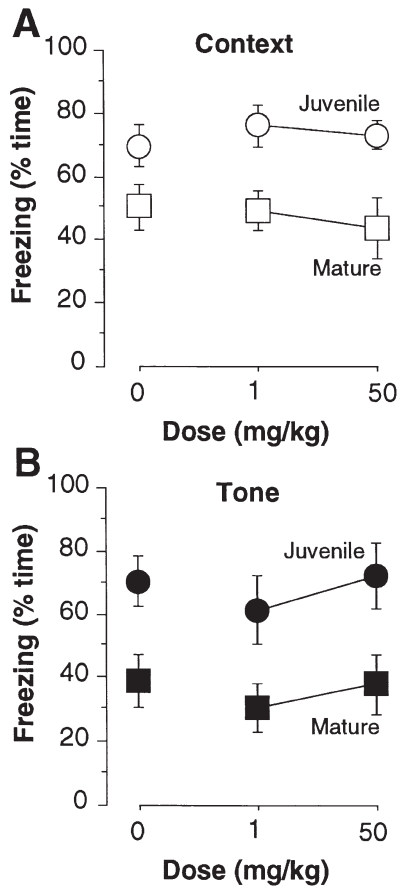 A
Context
100
80
60
40
20
0
Freezing (% time)
Juvenile
Mature
0 1 50
Dose (mg/kg)
B
Tone
100
80
60
40
20
0
Freezing (% time)
Juvenile
Mature
0 1 50
Dose (mg/kg)